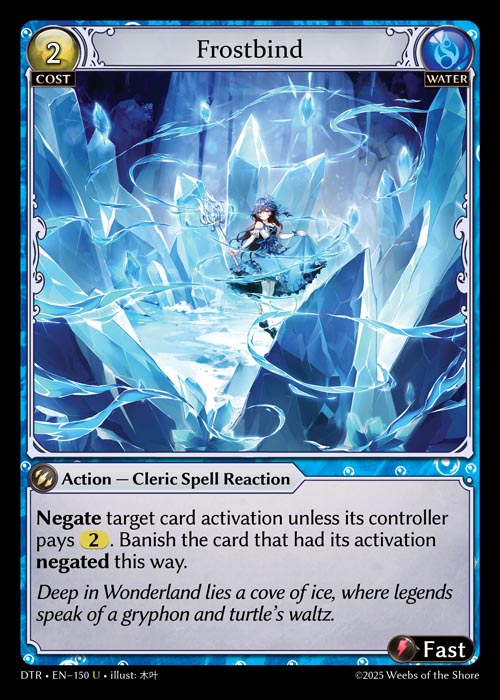 2
Frostbind
COST
WATER
Action — Cleric Spell Reaction
Negate target card activation unless its controller
pays 2. Banish the card that had its activation
negated this way.
Deep in Wonderland lies a cove of ice, where legends
speak of a gryphon and turtle's waltz.
Fast
DTR • EN–150 U • illust: 木叶
©2025 Weebs of the Shore